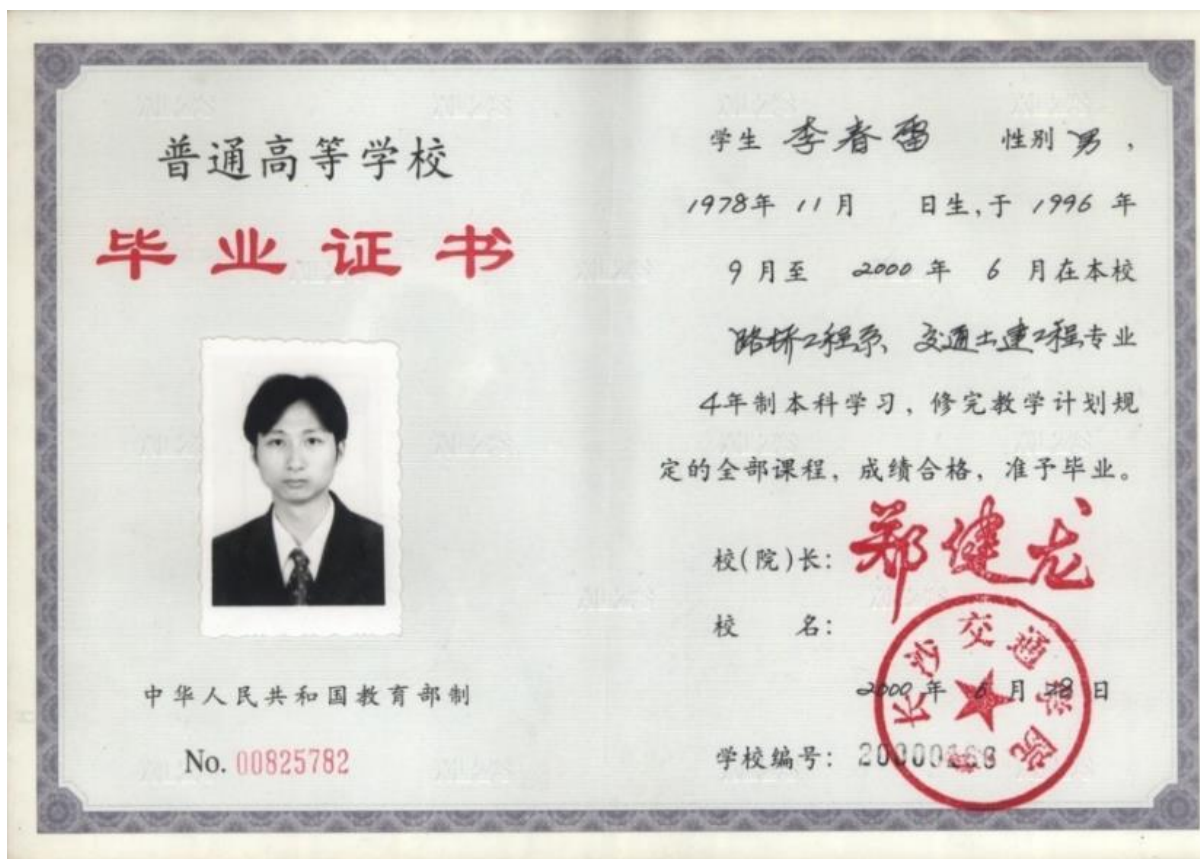 普通高等学校
毕业证书
中华人民共和国教育部制
No. 00825782
学生 李春雷 性别 男，
1978年 11月 日生,于 1996 年
9 月至 2000 年 6 月在本校
路桥工程系、交通土建工程专业
4年制本科学习，修完教学计划规
定的全部课程，成绩合格，准予毕业。
校(院)长: 郑健龙
校 名:
长沙交通学院
2000 年 6 月 28 日
学校编号: